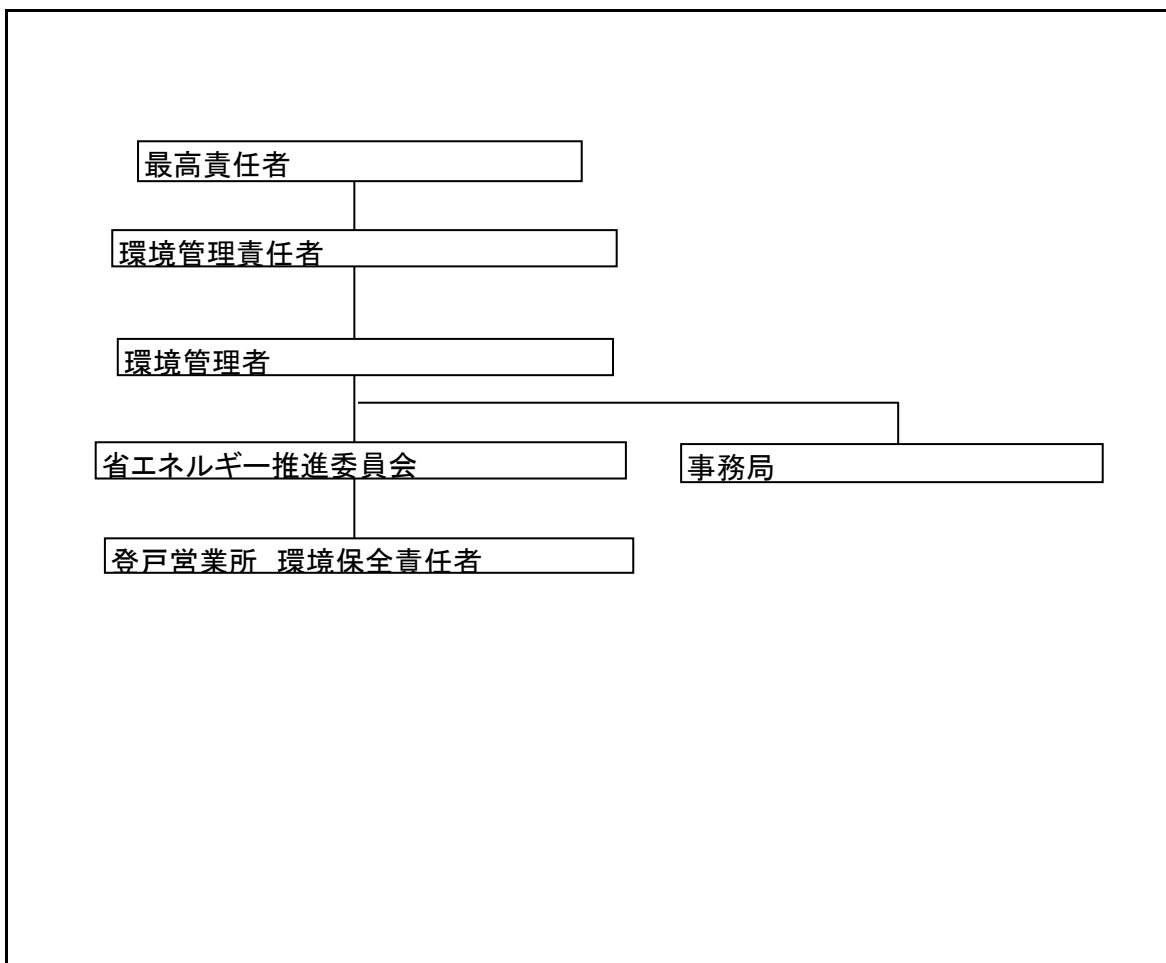 最高責任者
環境管理責任者
環境管理者
省エネルギー推進委員会
事務局
登戸営業所　環境保全責任者